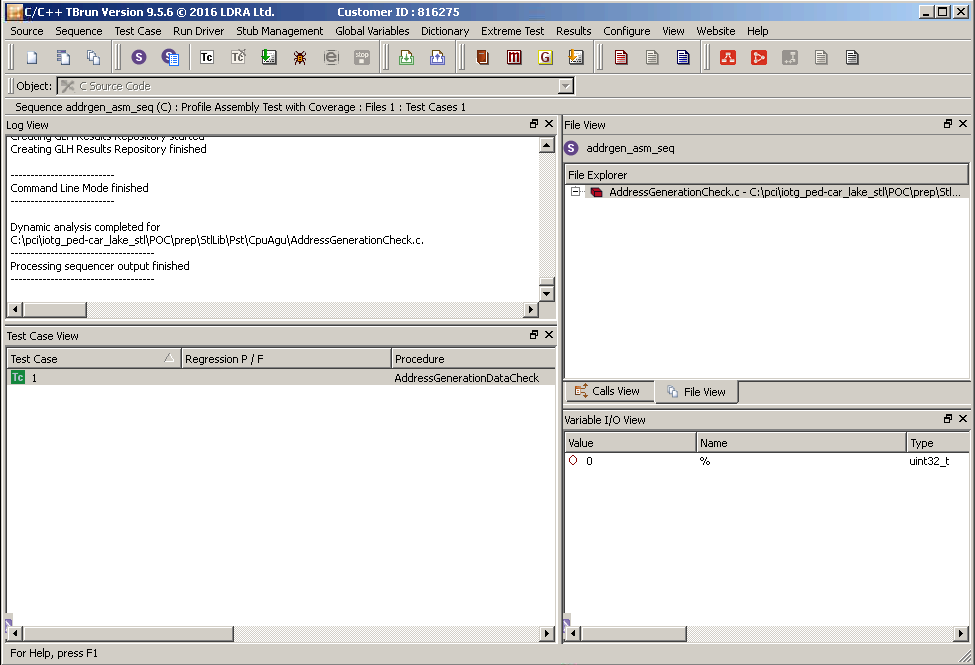 C/C++ TBrun Version 9.5.6 © 2016 LDRA Ltd. Customer ID : 816275
Source Sequence Test Case Run Driver Stub Management Global Variables Dictionary Extreme Test Results Configure View Website Help
S Tc Tc m G
Object: C Source Code
Sequence addrgen_asm_seq (C) : Profile Assembly Test with Coverage : Files 1 : Test Cases 1
Log View
Creating GLH Results Repository started
Creating GLH Results Repository finished
--------------------------
Command Line Mode finished
--------------------------
Dynamic analysis completed for
C:\pci\iotg_ped-car_lake_stl\POC\prep\StlLib\Pst\CpuAgu\AddressGenerationCheck.c.
------------------------------------
Processing sequencer output finished
------------------------------------
Test Case View
Test Case Regression P / F Procedure
Tc 1 AddressGenerationDataCheck
File View
S addrgen_asm_seq
File Explorer
AddressGenerationCheck.c - C:\pci\iotg_ped-car_lake_stl\POC\prep\Stl...
Calls View File View
Variable I/O View
Value Name Type
0 % uint32_t
For Help, press F1